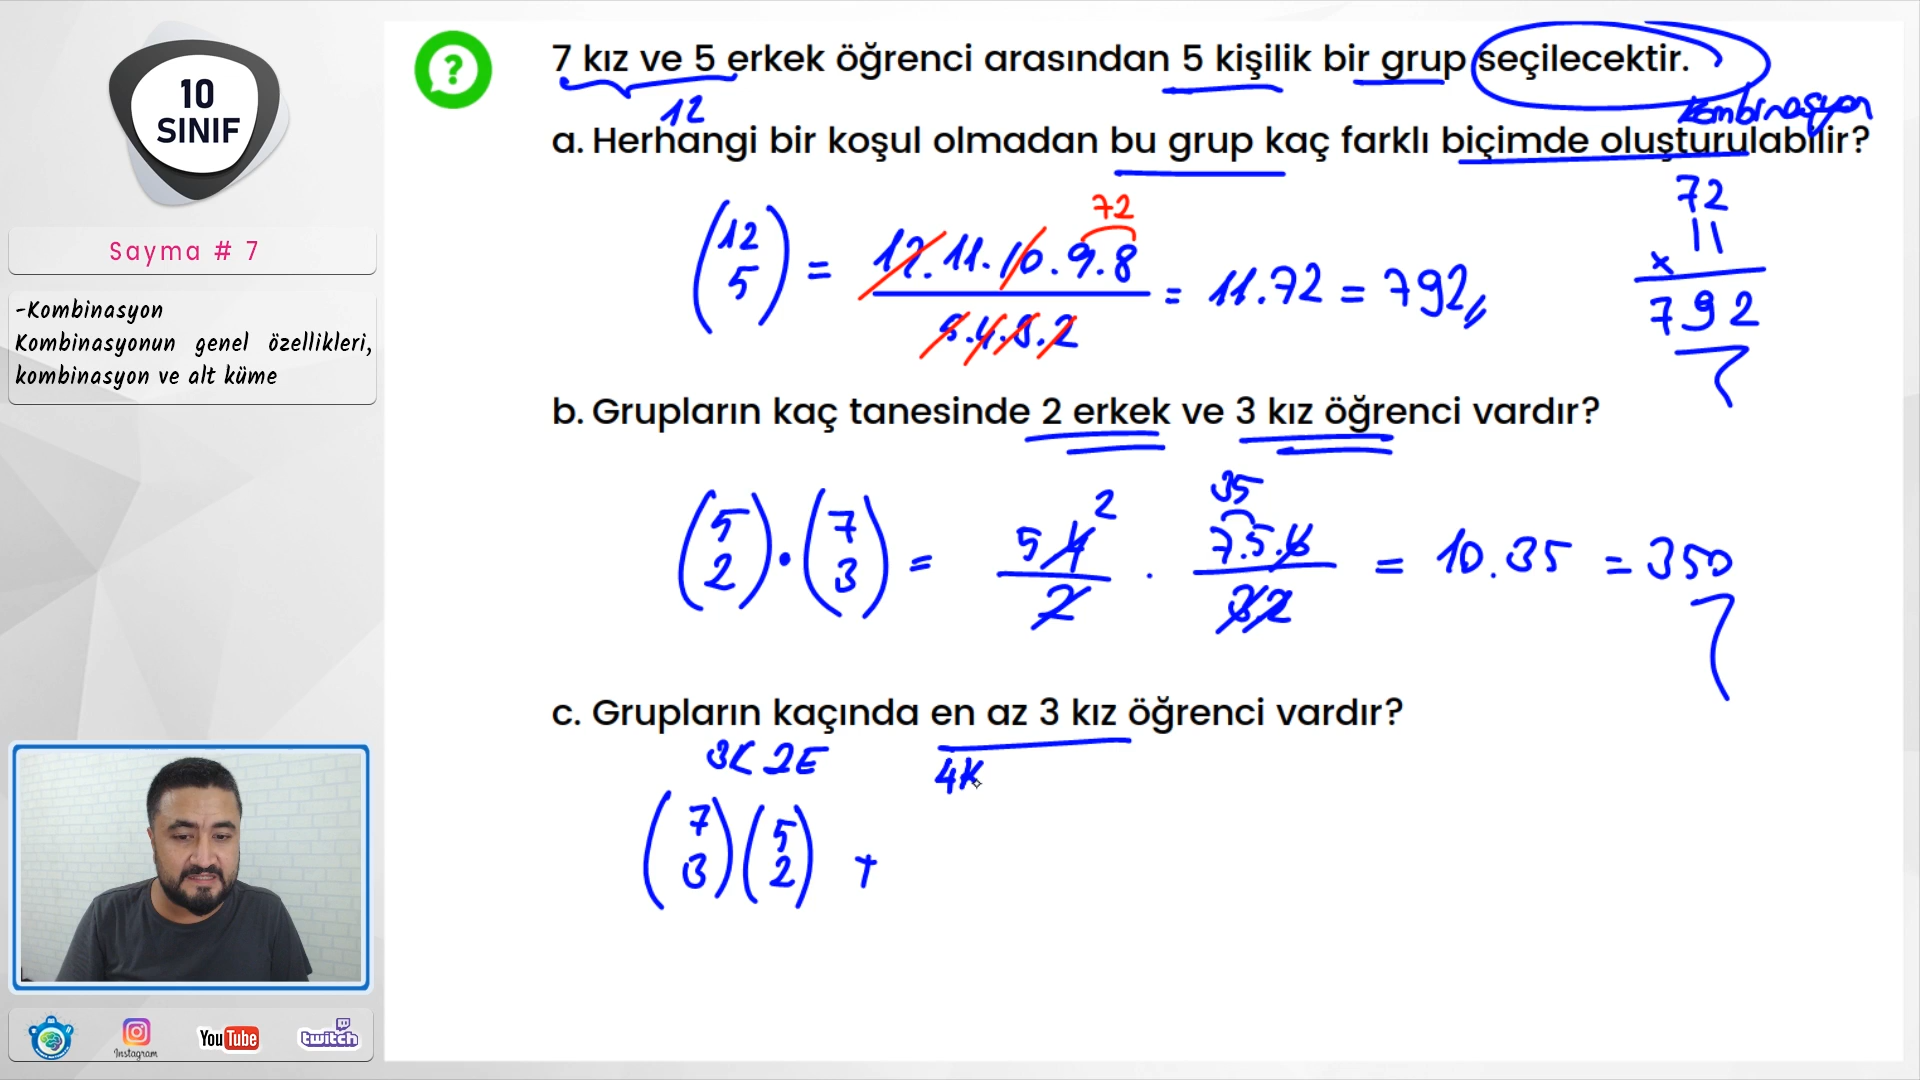 10
SINIF
Sayma # 7
-Kombinasyon
Kombinasyonun genel özellikleri,
kombinasyon ve alt küme
Instagram
YouTube
twitch
7 kız ve 5 erkek öğrenci arasından 5 kişilik bir grup seçilecektir.
12
kombinasyon
a. Herhangi bir koşul olmadan bu grup kaç farklı biçimde oluşturulabilir?
(12 5) = 12.11.10.9.8 / 5.4.3.2 = 11.72 = 792
72
72
11
x
792
b. Grupların kaç tanesinde 2 erkek ve 3 kız öğrenci vardır?
(5 2) . (7 3) = 5 4 / 2 . 7.5.6 / 3 2 = 10.35 = 350
2
35
c. Grupların kaçında en az 3 kız öğrenci vardır?
3K 2E 4K
(7 3) (5 2) +